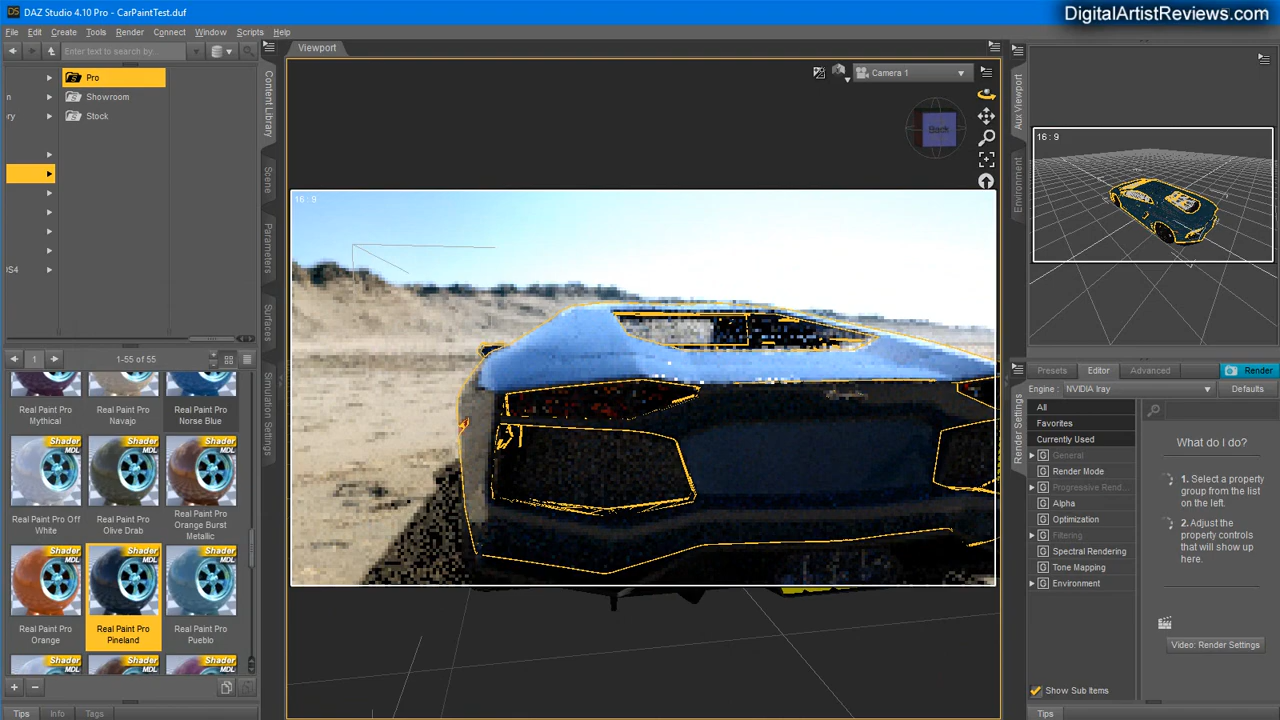 DAZ Studio 4.10 Pro - CarPaintTest.duf
DigitalArtistReviews.com
File Edit Create Tools Render Connect Window Scripts Help
Enter text to search by...
Viewport
Pro
Showroom
Stock
Content Library
Scene
Parameters
Surfaces
Simulation Settings
1
1-55 of 55
Real Paint Pro
Mythical
Real Paint Pro
Navajo
Real Paint Pro
Norse Blue
Shader
MDL
Shader
MDL
Shader
MDL
Real Paint Pro Off
White
Real Paint Pro
Olive Drab
Real Paint Pro
Orange Burst
Metallic
Shader
MDL
Shader
MDL
Shader
MDL
Real Paint Pro
Orange
Real Paint Pro
Pineland
Real Paint Pro
Pueblo
Shader
MDL
Shader
MDL
Shader
MDL
Tips Info Tags
Camera 1
Back
16 : 9
Aux Viewport
Environment
16 : 9
Render Settings
Presets Editor Advanced Render
Engine : NVIDIA Iray Defaults
All
Favorites
Currently Used
General
Render Mode
Progressive Rend...
Alpha
Optimization
Filtering
Spectral Rendering
Tone Mapping
Environment
What do I do?
1. Select a property
group from the list
on the left.
2. Adjust the
property controls
that will show up
here.
Video: Render Settings
Show Sub Items
Tips